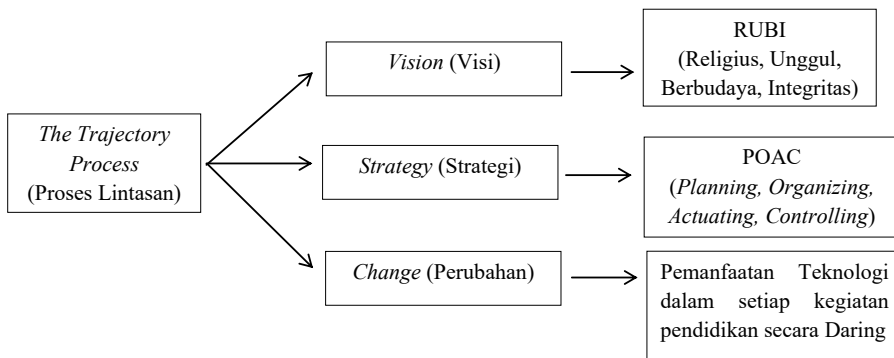 The Trajectory
Process
(Proses Lintasan)
Vision (Visi)
RUBI
(Religius, Unggul,
Berbudaya, Integritas)
Strategy (Strategi)
POAC
(Planning, Organizing,
Actuating, Controlling)
Change (Perubahan)
Pemanfaatan Teknologi
dalam setiap kegiatan
pendidikan secara Daring